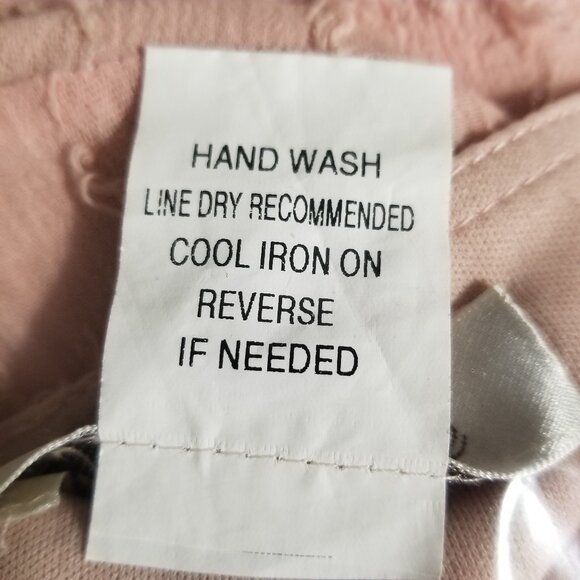 HAND WASH
LINE DRY RECOMMENDED
COOL IRON ON
REVERSE
IF NEEDED